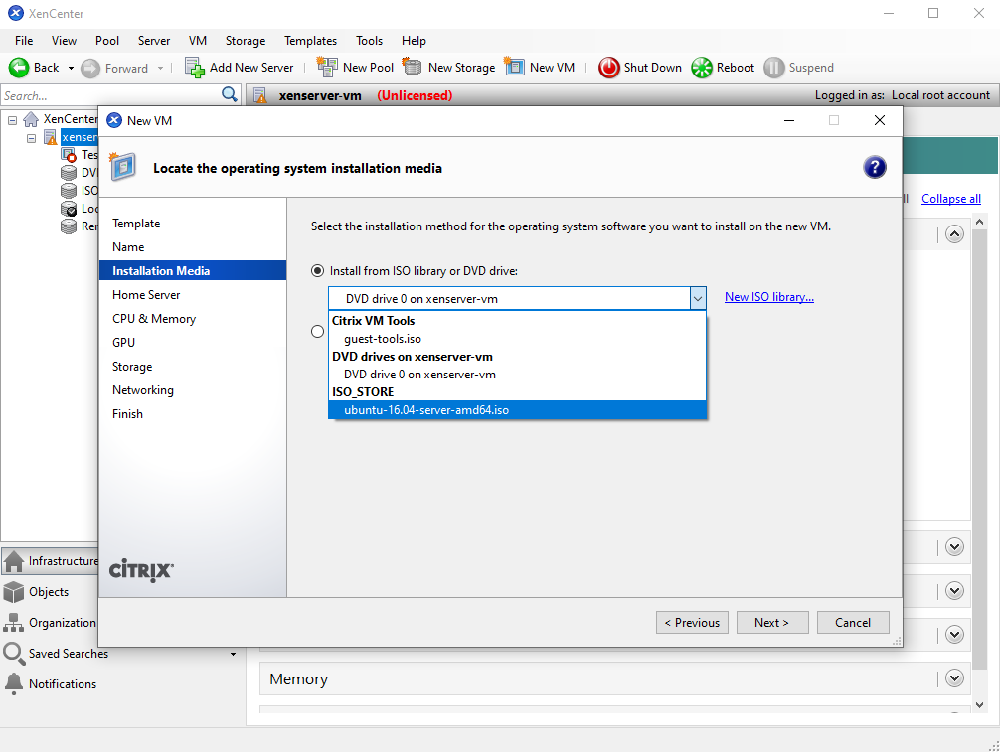 XenCenter
File View Pool Server VM Storage Templates Tools Help
Back Forward Add New Server New Pool New Storage New VM Shut Down Reboot Suspend
Search... xenserver-vm (Unlicensed) Logged in as: Local root account
XenCenter
New VM
Locate the operating system installation media
?
Collapse all
Template
Name
Installation Media
Home Server
CPU & Memory
GPU
Storage
Networking
Finish
CITRIX
Select the installation method for the operating system software you want to install on the new VM.
Install from ISO library or DVD drive:
DVD drive 0 on xenserver-vm
New ISO library...
Citrix VM Tools
guest-tools.iso
DVD drives on xenserver-vm
DVD drive 0 on xenserver-vm
ISO_STORE
ubuntu-16.04-server-amd64.iso
< Previous Next > Cancel
Infrastructure
Objects
Organization
Saved Searches
Notifications
Memory